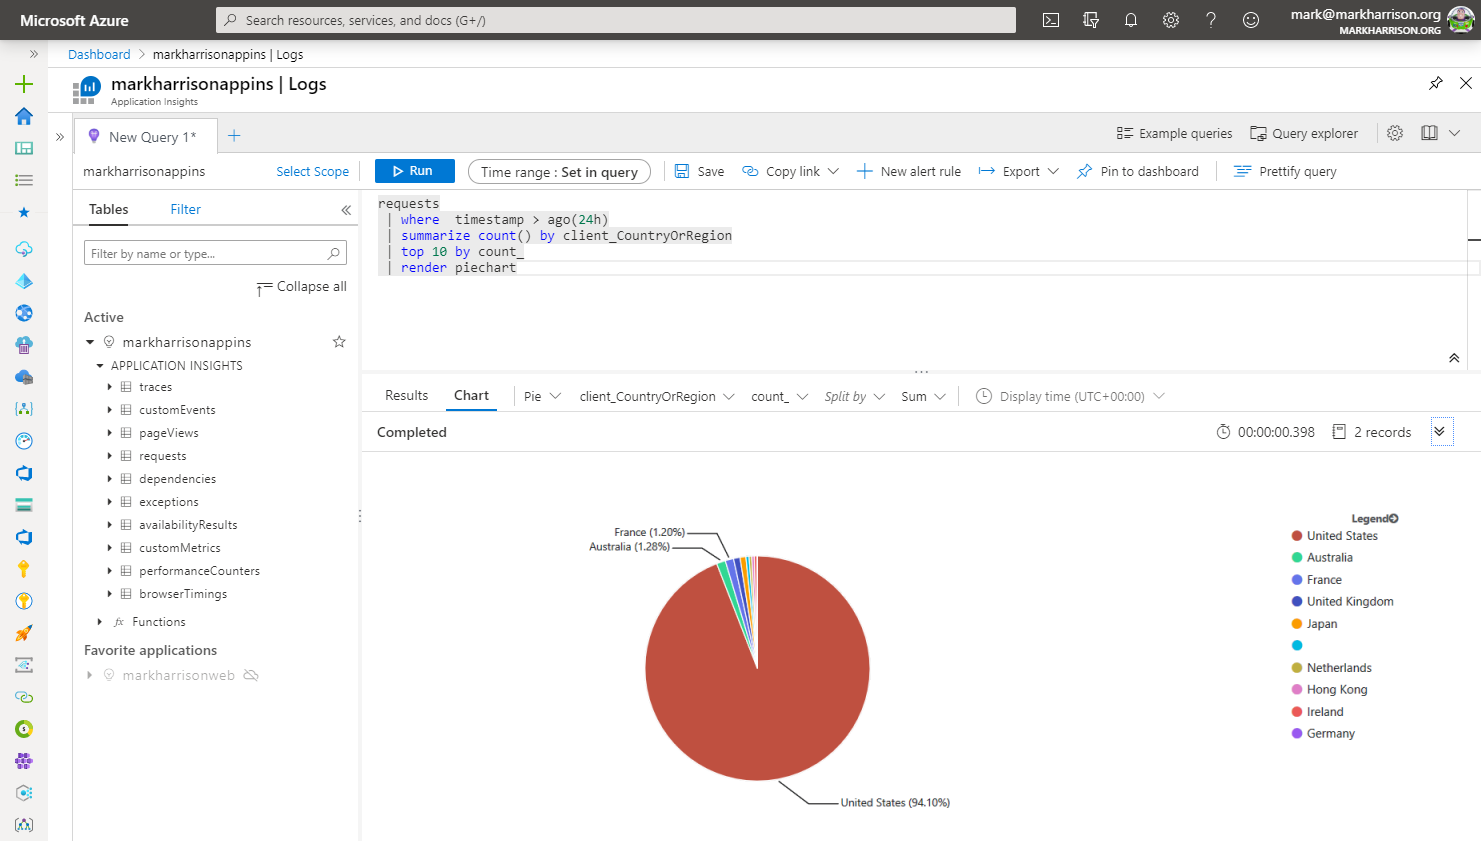 Microsoft Azure
Search resources, services, and docs (G+/)
mark@markharrison.org
MARKHARRISON.ORG
Dashboard > markharrisonappins | Logs
markharrisonappins | Logs
Application Insights
New Query 1*
Example queries
Query explorer
markharrisonappins
Select Scope
Run
Time range : Set in query
Save
Copy link
New alert rule
Export
Pin to dashboard
Prettify query
Tables
Filter
Filter by name or type...
Collapse all
Active
markharrisonappins
APPLICATION INSIGHTS
traces
customEvents
pageViews
requests
dependencies
exceptions
availabilityResults
customMetrics
performanceCounters
browserTimings
fx Functions
Favorite applications
markharrisonweb
requests
| where  timestamp > ago(24h)
| summarize count() by client_CountryOrRegion
| top 10 by count_
| render piechart
Results
Chart
Pie
client_CountryOrRegion
count_
Split by
Sum
Display time (UTC+00:00)
Completed
00:00:00.398
2 records
France (1.20%)
Australia (1.28%)
United States (94.10%)
Legend
United States
Australia
France
United Kingdom
Japan
Netherlands
Hong Kong
Ireland
Germany